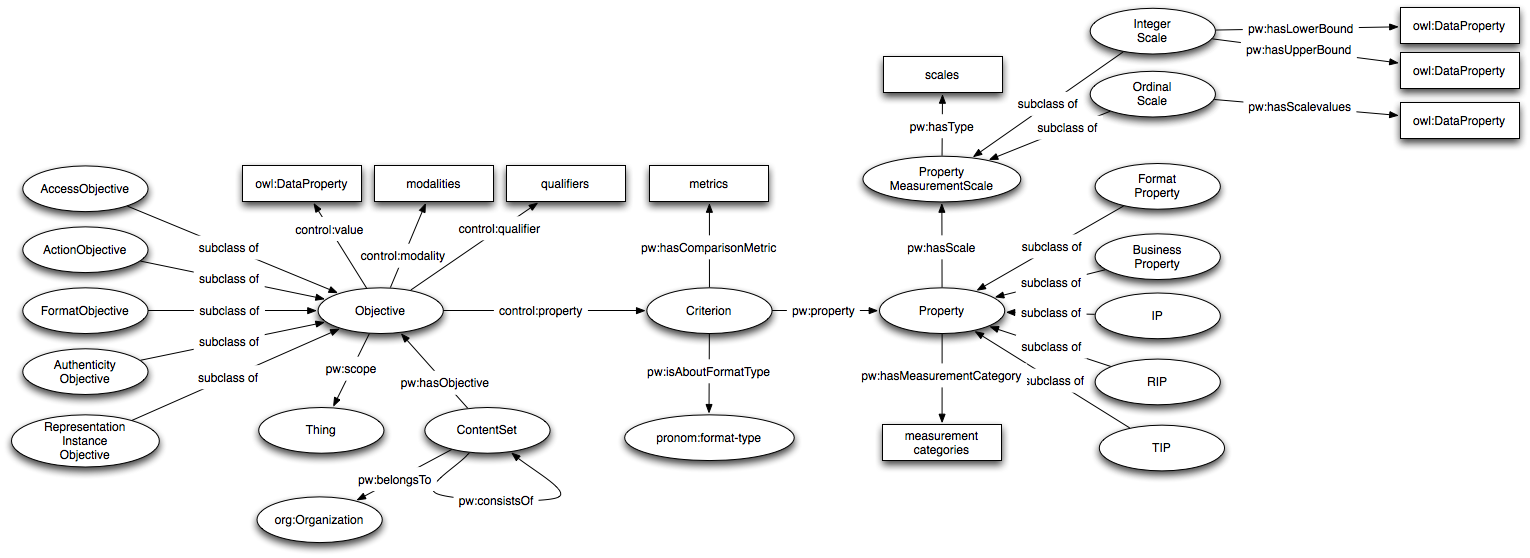 Integer
Scale
pw:hasLowerBound
owl:DataProperty
pw:hasUpperBound
owl:DataProperty
scales
Ordinal
Scale
subclass of
pw:hasScalevalues
owl:DataProperty
pw:hasType
subclass of
Property
MeasurementScale
AccessObjective
owl:DataProperty
modalities
qualifiers
metrics
Format
Property
control:value
control:qualifier
subclass of
control:modality
pw:hasComparisonMetric
pw:hasScale
subclass of
ActionObjective
Business
Property
subclass of
subclass of
FormatObjective
subclass of
Objective
control:property
Criterion
pw:property
Property
subclass of
IP
subclass of
subclass of
Authenticity
Objective
subclass of
pw:scope
pw:hasObjective
pw:isAboutFormatType
pw:hasMeasurementCategory
subclass of
RIP
Representation
Instance
Objective
Thing
ContentSet
pronom:format-type
measurement
categories
TIP
pw:belongsTo
pw:consistsOf
org:Organization